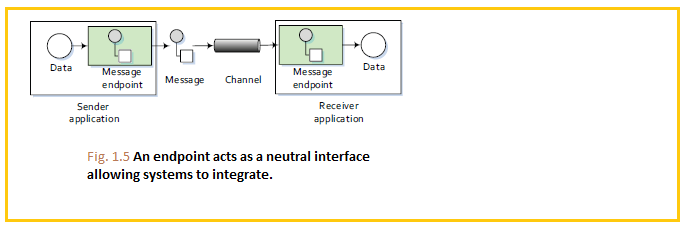 Data
Message
endpoint
Message
Channel
Message
endpoint
Data
Sender
application
Receiver
application
Fig. 1.5 An endpoint acts as a neutral interface
allowing systems to integrate.